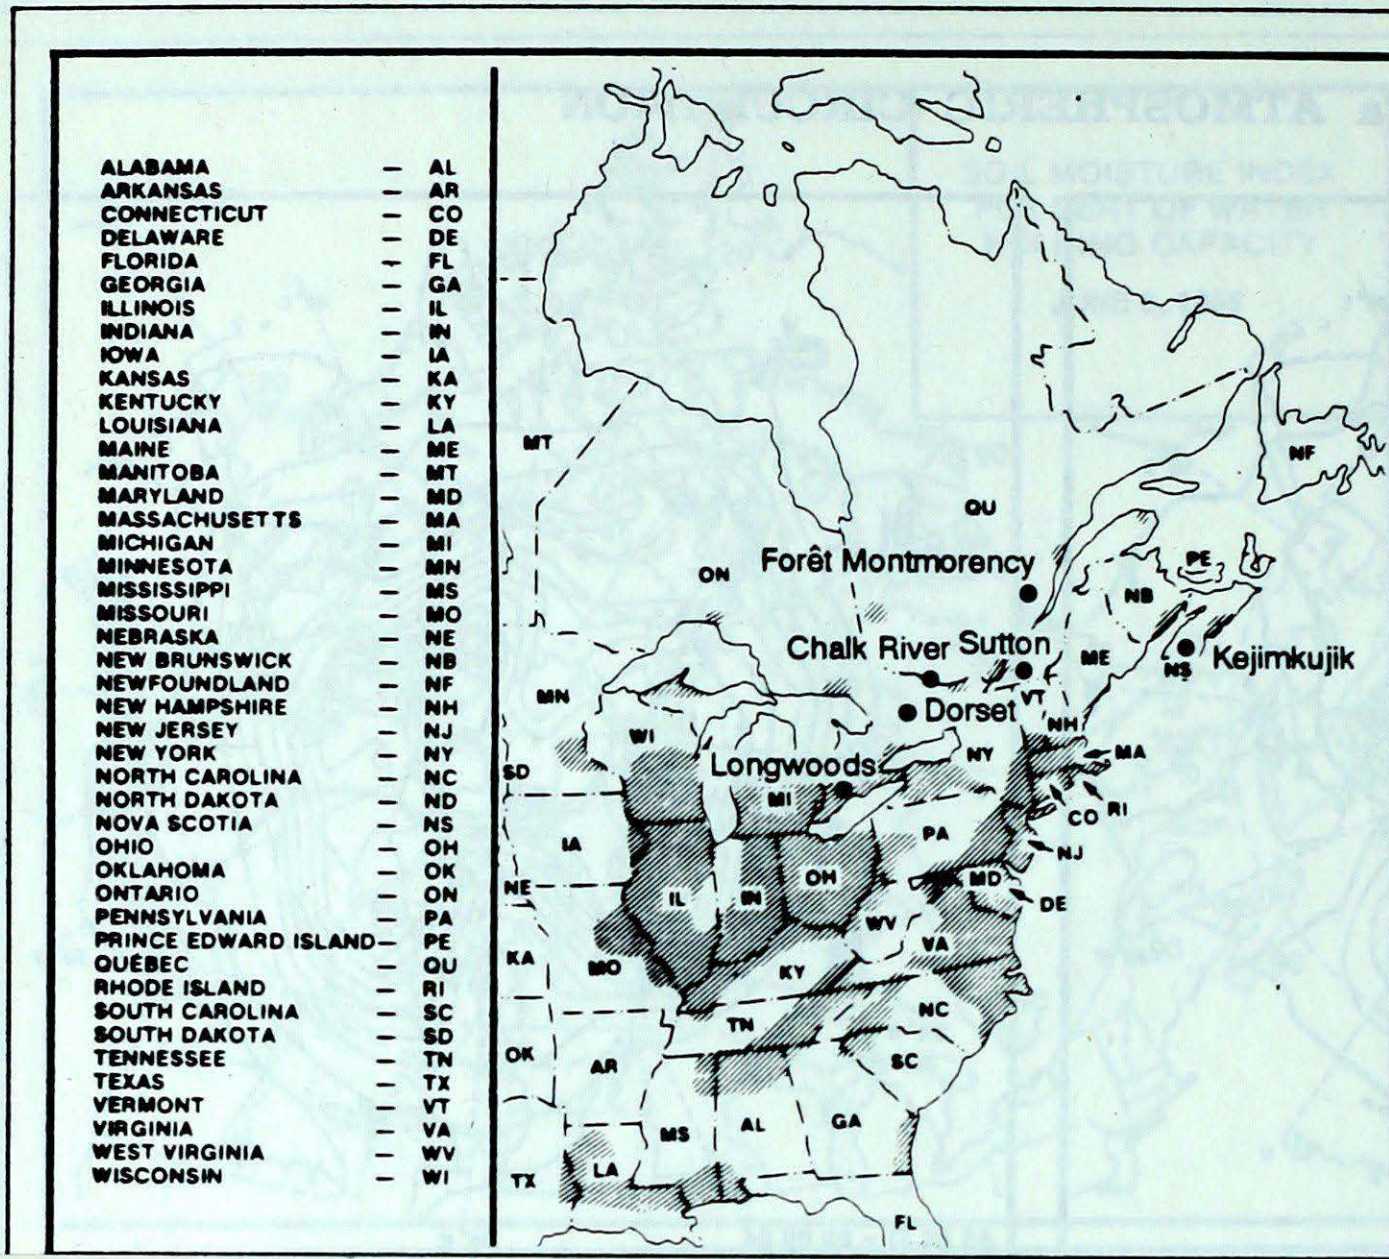 ALABAMA – AL
ARKANSAS – AR
CONNECTICUT – CO
DELAWARE – DE
FLORIDA – FL
GEORGIA – GA
ILLINOIS – IL
INDIANA – IN
IOWA – IA
KANSAS – KA
KENTUCKY – KY
LOUISIANA – LA
MAINE – ME
MANITOBA – MT
MARYLAND – MD
MASSACHUSETTS – MA
MICHIGAN – MI
MINNESOTA – MN
MISSISSIPPI – MS
MISSOURI – MO
NEBRASKA – NE
NEW BRUNSWICK – NB
NEWFOUNDLAND – NF
NEW HAMPSHIRE – NH
NEW JERSEY – NJ
NEW YORK – NY
NORTH CAROLINA – NC
NORTH DAKOTA – ND
NOVA SCOTIA – NS
OHIO – OH
OKLAHOMA – OK
ONTARIO – ON
PENNSYLVANIA – PA
PRINCE EDWARD ISLAND – PE
QUÉBEC – QU
RHODE ISLAND – RI
SOUTH CAROLINA – SC
SOUTH DAKOTA – SD
TENNESSEE – TN
TEXAS – TX
VERMONT – VT
VIRGINIA – VA
WEST VIRGINIA – WV
WISCONSIN – WI
MT
NF
QU
Forêt Montmorency
ON
PE
NB
Chalk River
Sutton
ME
NS
Kejimkujik
MN
VT
Dorset
NH
WI
NY
MA
Longwoods
SD
MI
CO
RI
IA
PA
NJ
NE
IL
IN
OH
MD
DE
WV
VA
KA
MO
KY
NC
TN
OK
AR
SC
MS
AL
GA
LA
TX
FL